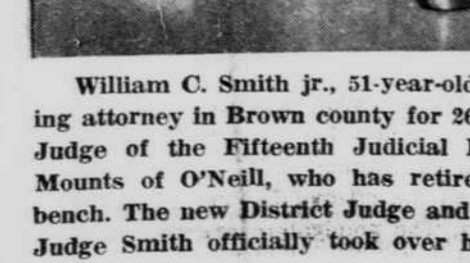 William C. Smith jr., 51-year-old
ing attorney in Brown county for 26
Judge of the Fifteenth Judicial
Mounts of O'Neill, who has retire
bench. The new District Judge and
Judge Smith officially took over h